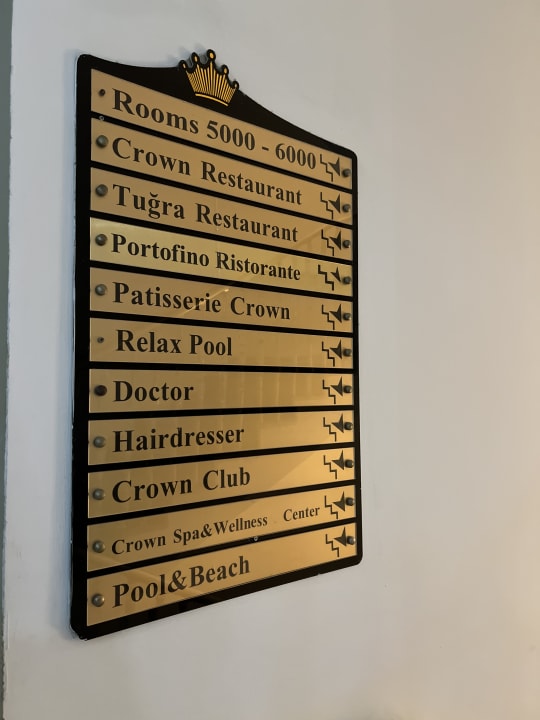 Rooms 5000 - 6000
Crown Restaurant
Tuğra Restaurant
Portofino Ristorante
Patisserie Crown
Relax Pool
Doctor
Hairdresser
Crown Club
Crown Spa&Wellness Center
Pool&Beach